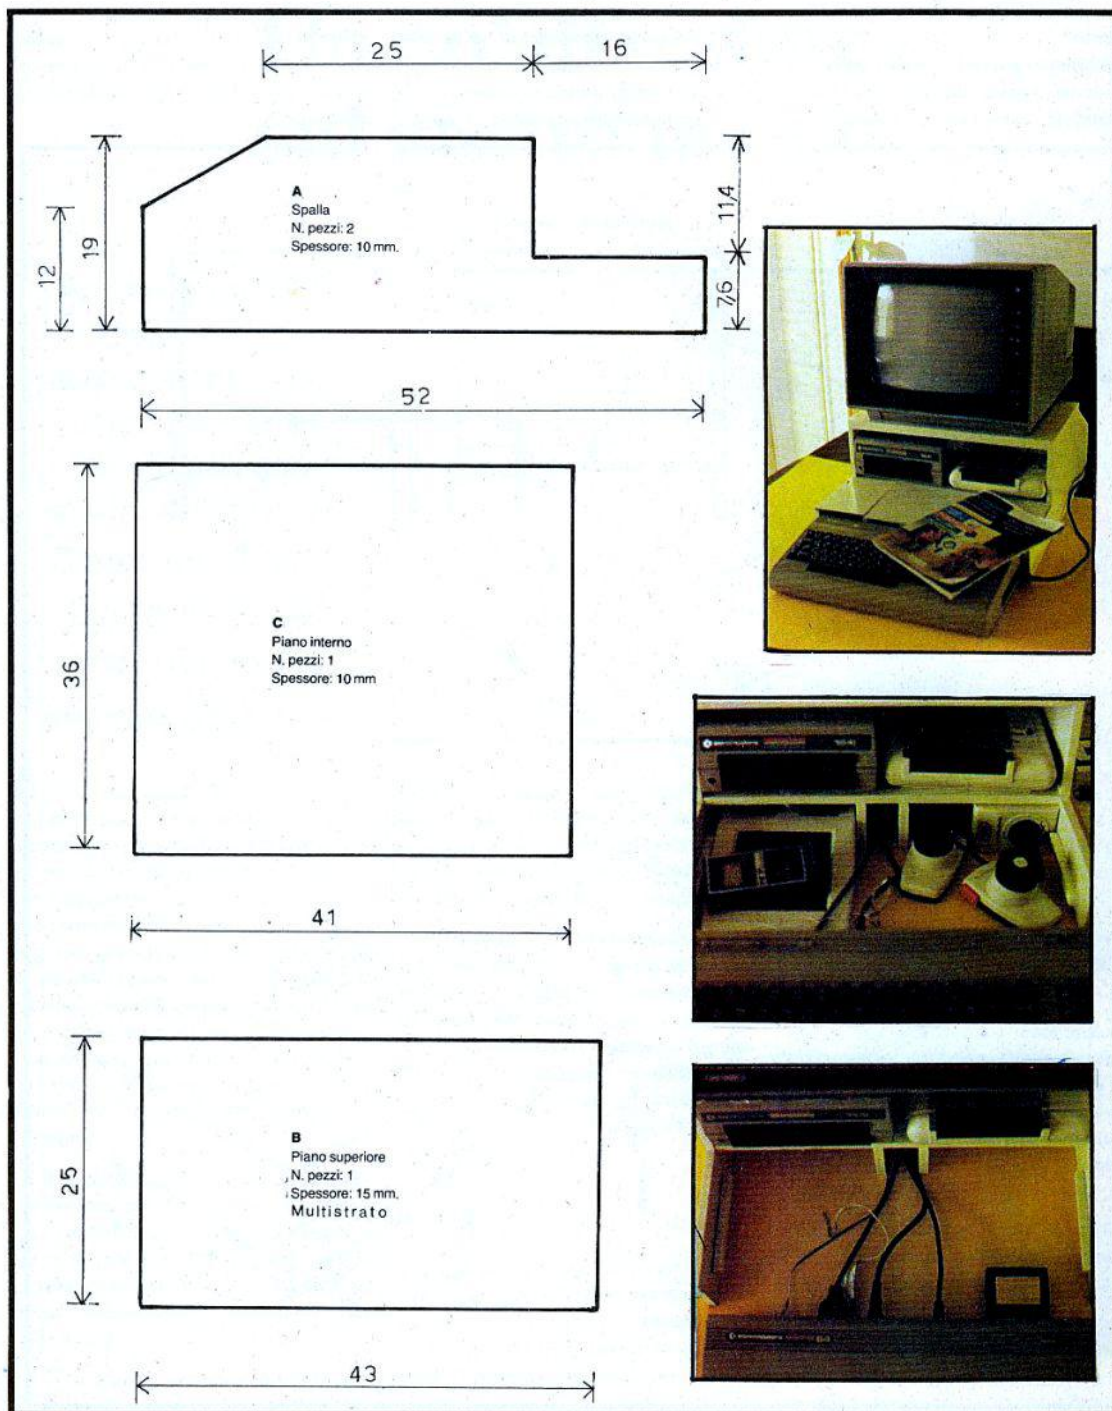 25
16
19
12
A
Spalla
N. pezzi: 2
Spessore: 10 mm.
11,4
7,6
52
36
C
Piano interno
N. pezzi: 1
Spessore: 10 mm
41
25
B
Piano superiore
N. pezzi: 1
Spessore: 15 mm.
Multistrato
43